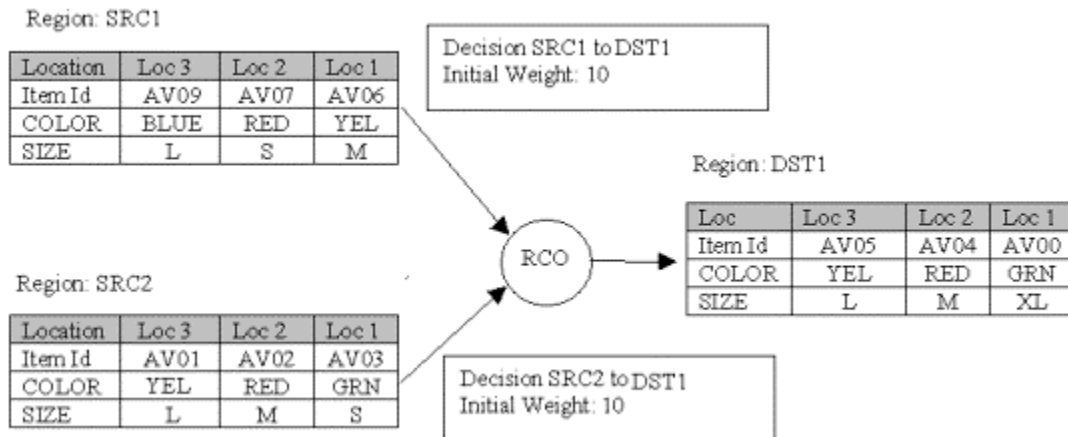 Region: SRC1
Location Loc 3 Loc 2 Loc 1
Item Id AV09 AV07 AV06
COLOR BLUE RED YEL
SIZE L S M
Decision SRC1 to DST1
Initial Weight: 10
Region: DST1
Loc Loc 3 Loc 2 Loc 1
Item Id AV05 AV04 AV00
COLOR YEL RED GRN
SIZE L M XL
RCO
Region: SRC2
Location Loc 3 Loc 2 Loc 1
Item Id AV01 AV02 AV03
COLOR YEL RED GRN
SIZE L M S
Decision SRC2 to DST1
Initial Weight: 10